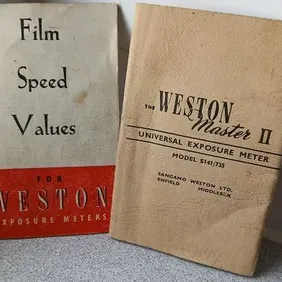 Film
Speed
Values
FOR
WESTON
EXPOSURE METERS
THE WESTON
Master II
UNIVERSAL EXPOSURE METER
MODEL S141/735
SANGAMO WESTON LTD.
ENFIELD MIDDLESEX